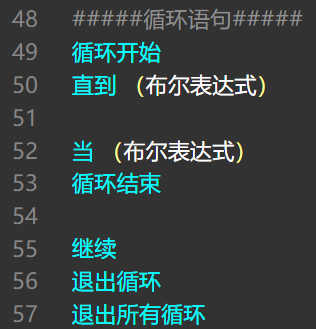 48 #####循环语句#####
49 循环开始
50 直到 （布尔表达式）
51
52 当 （布尔表达式）
53 循环结束
54
55 继续
56 退出循环
57 退出所有循环